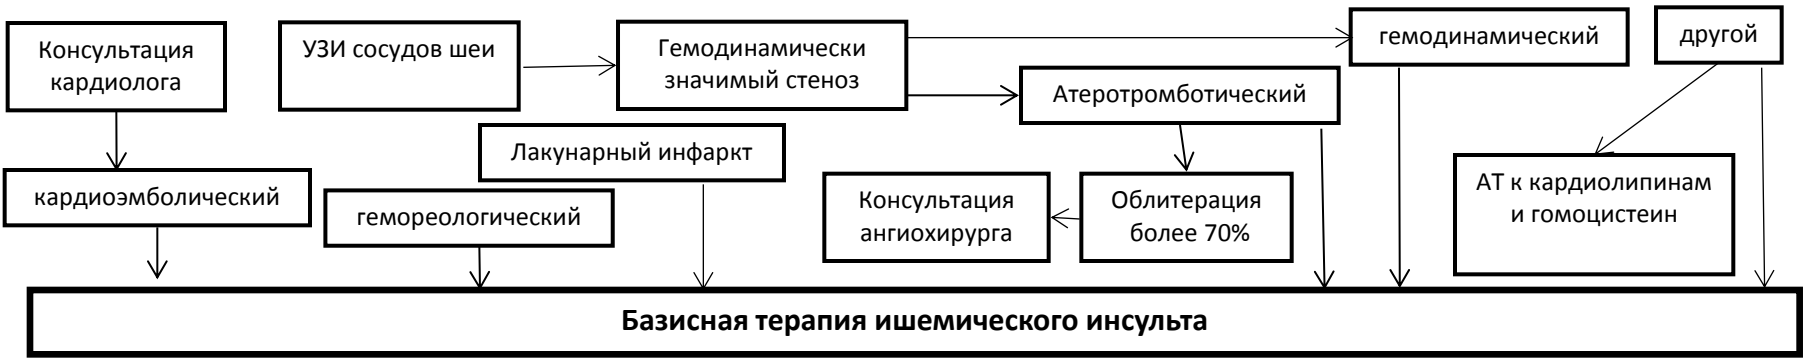 Консультация
кардиолога
УЗИ сосудов шеи
Гемодинамически
значимый стеноз
гемодинамический
другой
Атеротромботический
Лакунарный инфаркт
кардиоэмболический
гемореологический
Консультация
ангиохирурга
Облитерация
более 70%
АТ к кардиолипинам
и гомоцистеин
Базисная терапия ишемического инсульта